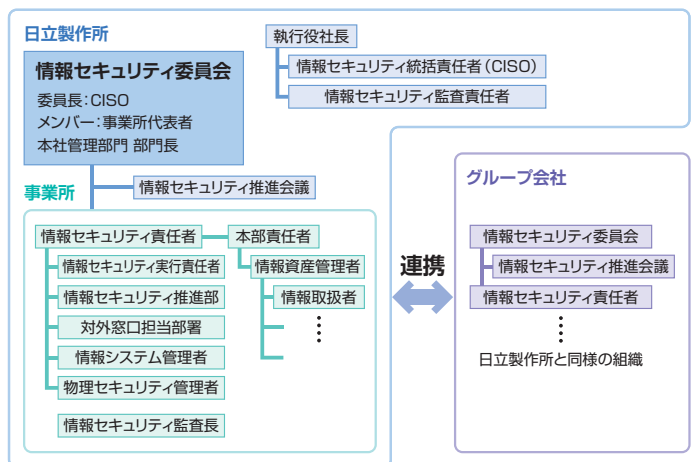 日立製作所
情報セキュリティ委員会
委員長：CISO
メンバー：事業所代表者
本社管理部門 部門長
執行役社長
情報セキュリティ統括責任者（CISO）
情報セキュリティ監査責任者
情報セキュリティ推進会議
事業所
情報セキュリティ責任者
本部責任者
情報セキュリティ実行責任者
情報資産管理者
情報セキュリティ推進部
情報取扱者
対外窓口担当部署
情報システム管理者
物理セキュリティ管理者
情報セキュリティ監査長
連携
グループ会社
情報セキュリティ委員会
情報セキュリティ推進会議
情報セキュリティ責任者
日立製作所と同様の組織